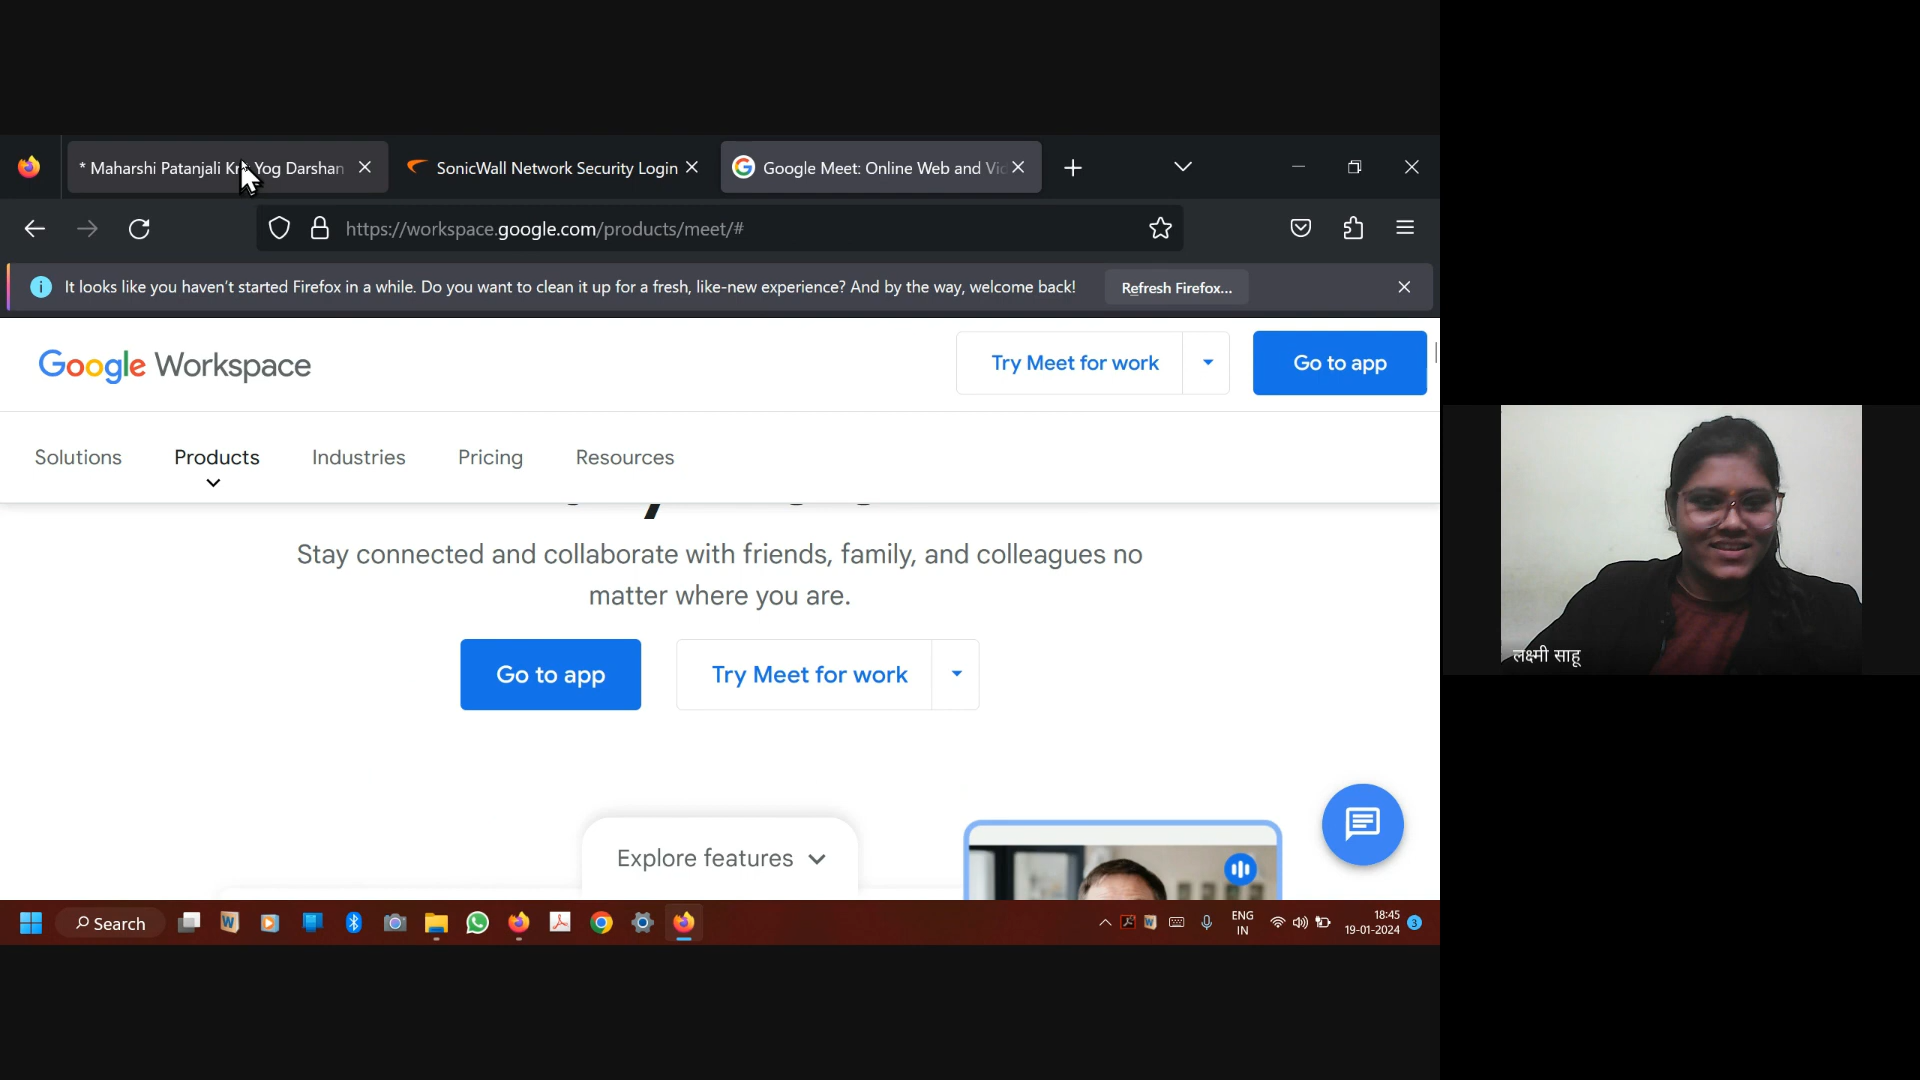 * Maharshi Patanjali Kr Yog Darshan
SonicWall Network Security Login
Google Meet: Online Web and Vid
https://workspace.google.com/products/meet/#
It looks like you haven't started Firefox in a while. Do you want to clean it up for a fresh, like-new experience? And by the way, welcome back!
Refresh Firefox...
Google Workspace
Try Meet for work
Go to app
Solutions
Products
Industries
Pricing
Resources
Stay connected and collaborate with friends, family, and colleagues no
matter where you are.
Go to app
Try Meet for work
Explore features
लक्ष्मी साहू
Search
ENG
IN
18:45
19-01-2024
3